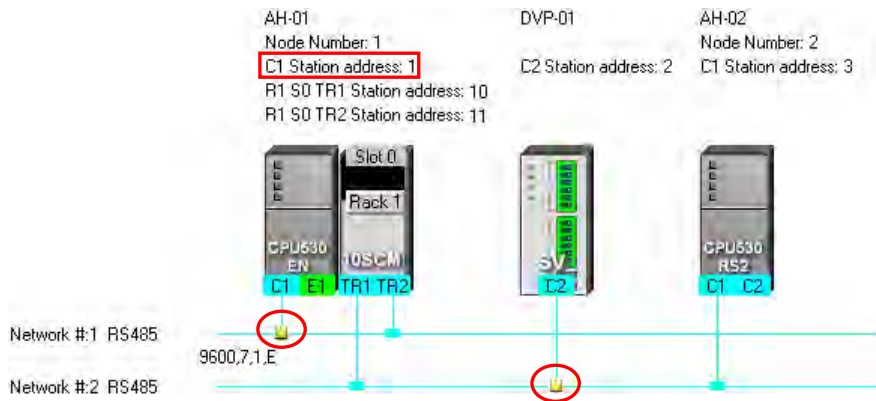 AH-01
Node Number: 1
C1 Station address: 1
R1 S0 TR1 Station address: 10
R1 S0 TR2 Station address: 11
DVP-01
C2 Station address: 2
AH-02
Node Number: 2
C1 Station address: 3
Slot 0
Rack 1
CPU530
EN
10SCM
C1 E1 TR1 TR2
SV_
C2
CPU530
RS2
C1 C2
Network #:1 RS485
9600,7,1,E
Network #:2 RS485